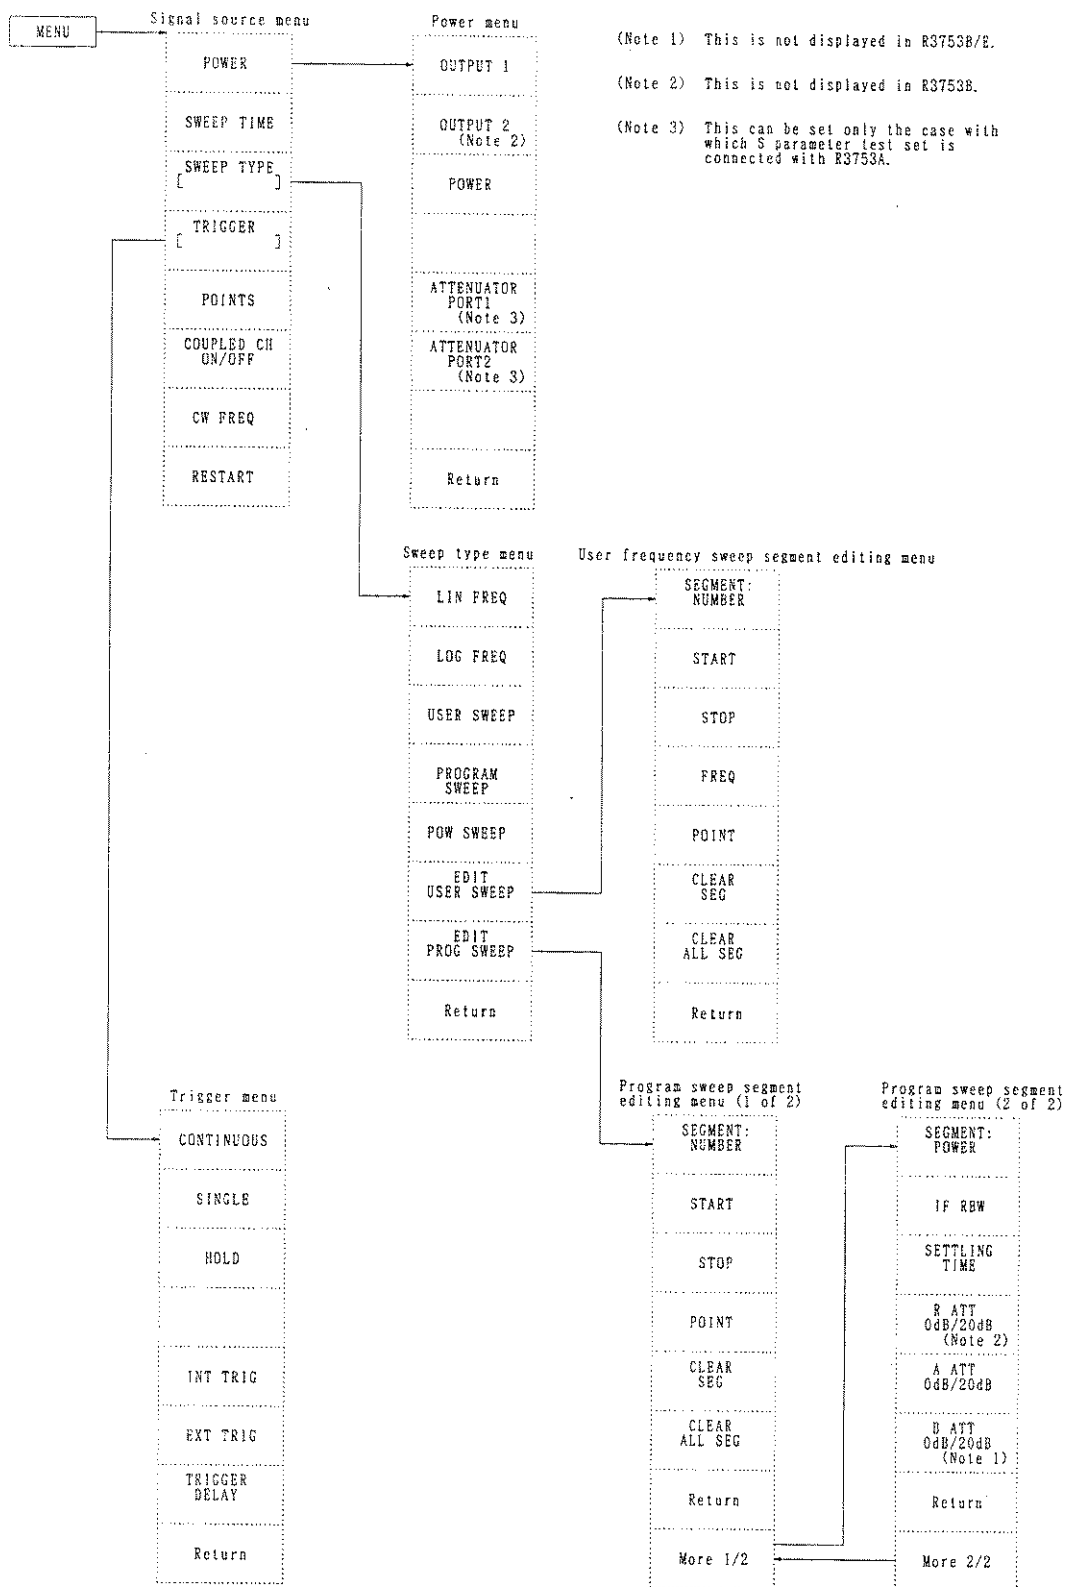 MENU
Signal source menu
POWER
SWEEP TIME
SWEEP TYPE
[ ]
TRIGGER
[ ]
POINTS
COUPLED CH
ON/OFF
CW FREQ
RESTART
Power menu
OUTPUT 1
OUTPUT 2
(Note 2)
POWER
ATTENUATOR
PORT1
(Note 3)
ATTENUATOR
PORT2
(Note 3)
Return
(Note 1) This is not displayed in R3753B/E.
(Note 2) This is not displayed in R3753B.
(Note 3) This can be set only the case with
which S parameter test set is
connected with R3753A.
Sweep type menu
LIN FREQ
LOG FREQ
USER SWEEP
PROGRAM
SWEEP
POW SWEEP
EDIT
USER SWEEP
EDIT
PROG SWEEP
Return
User frequency sweep segment editing menu
SEGMENT:
NUMBER
START
STOP
FREQ
POINT
CLEAR
SEG
CLEAR
ALL SEG
Return
Trigger menu
CONTINUOUS
SINGLE
HOLD
INT TRIG
EXT TRIG
TRIGGER
DELAY
Return
Program sweep segment
editing menu (1 of 2)
SEGMENT:
NUMBER
START
STOP
POINT
CLEAR
SEG
CLEAR
ALL SEG
Return
More 1/2
Program sweep segment
editing menu (2 of 2)
SEGMENT:
POWER
IF RBW
SETTLING
TIME
R ATT
0dB/20dB
(Note 2)
A ATT
0dB/20dB
B ATT
0dB/20dB
(Note 1)
Return
More 2/2